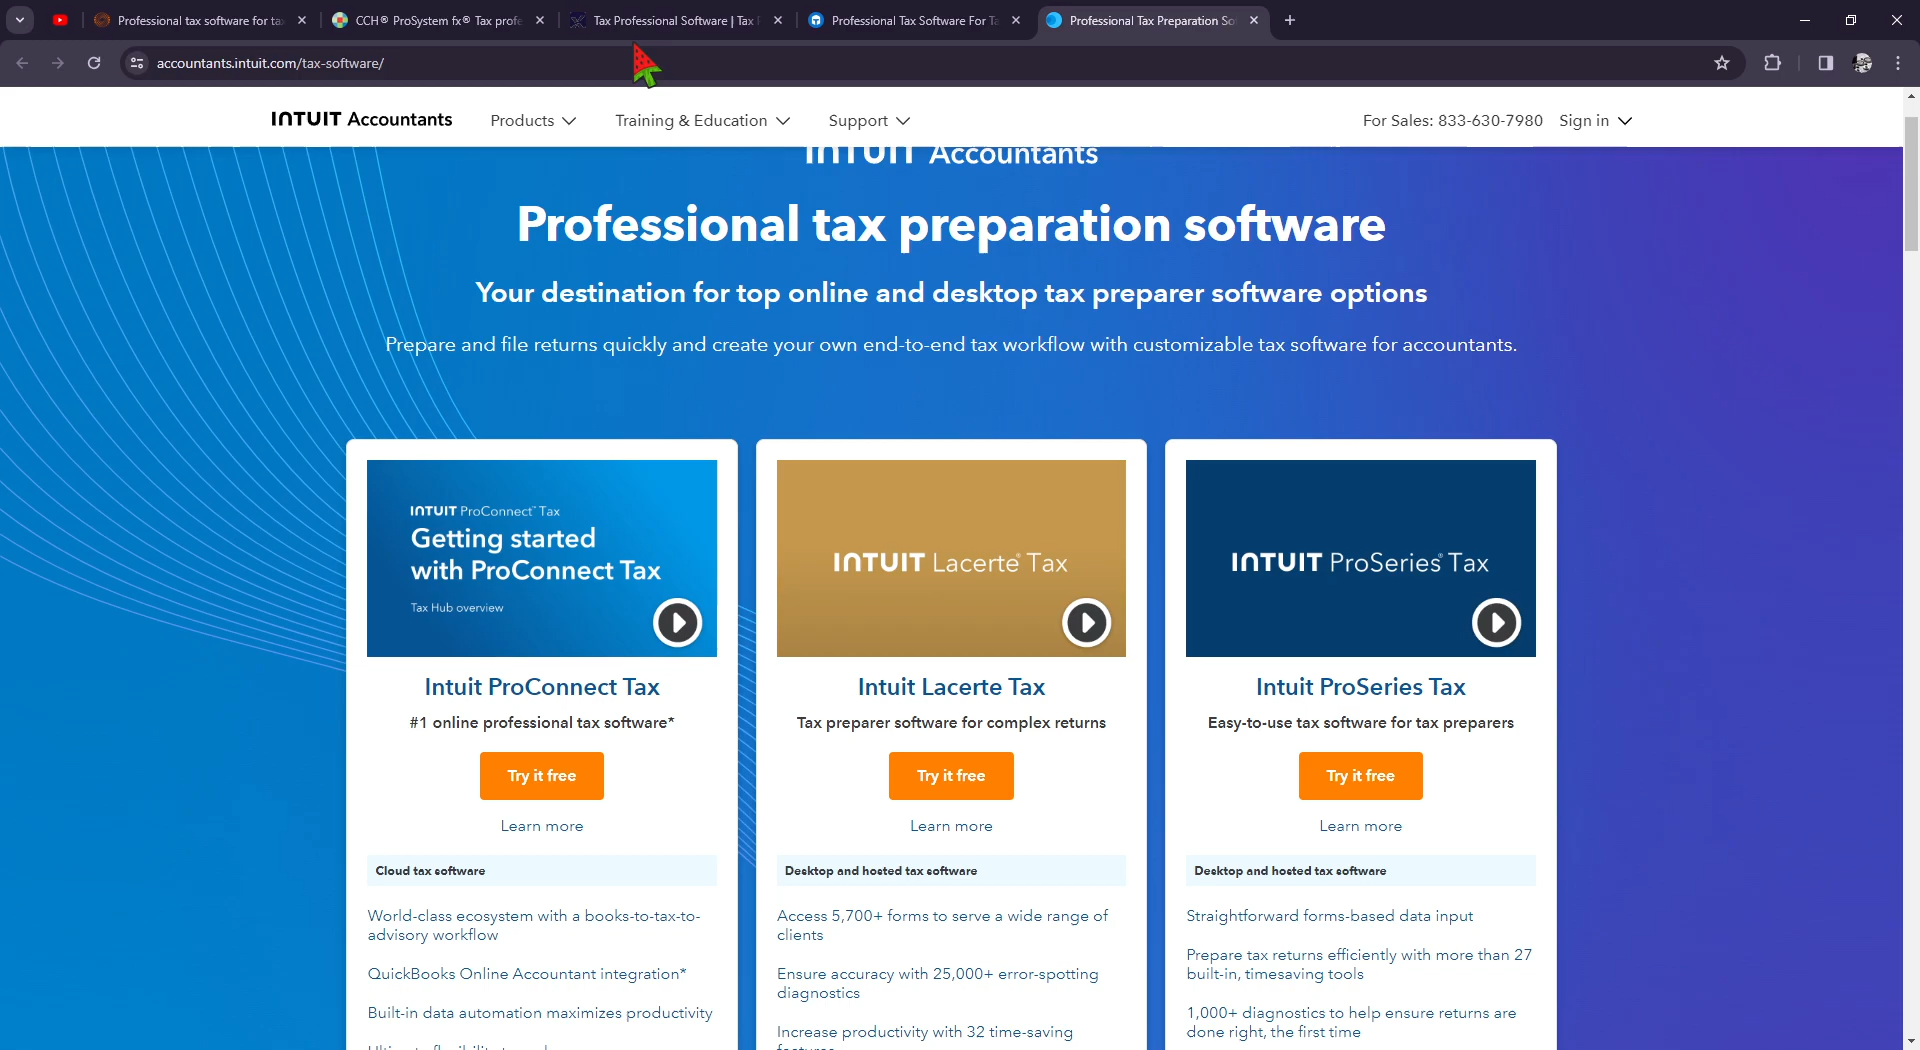 Professional tax software for ta
CCH® ProSystem fx® Tax profe
Tax Professional Software | Tax
Professional Tax Software For Ta
Professional Tax Preparation So
accountants.intuit.com/tax-software/
INTUIT Accountants
Products
Training & Education
Support
For Sales: 833-630-7980
Sign in
INTUIT Accountants
Professional tax preparation software
Your destination for top online and desktop tax preparer software options
Prepare and file returns quickly and create your own end-to-end tax workflow with customizable tax software for accountants.
INTUIT ProConnect™ Tax
Getting started
with ProConnect Tax
Tax Hub overview
Intuit ProConnect Tax
#1 online professional tax software*
Try it free
Learn more
Cloud tax software
World-class ecosystem with a books-to-tax-to-
advisory workflow
QuickBooks Online Accountant integration*
Built-in data automation maximizes productivity
INTUIT Lacerte® Tax
Intuit Lacerte Tax
Tax preparer software for complex returns
Try it free
Learn more
Desktop and hosted tax software
Access 5,700+ forms to serve a wide range of
clients
Ensure accuracy with 25,000+ error-spotting
diagnostics
Increase productivity with 32 time-saving
INTUIT ProSeries® Tax
Intuit ProSeries Tax
Easy-to-use tax software for tax preparers
Try it free
Learn more
Desktop and hosted tax software
Straightforward forms-based data input
Prepare tax returns efficiently with more than 27
built-in, timesaving tools
1,000+ diagnostics to help ensure returns are
done right, the first time